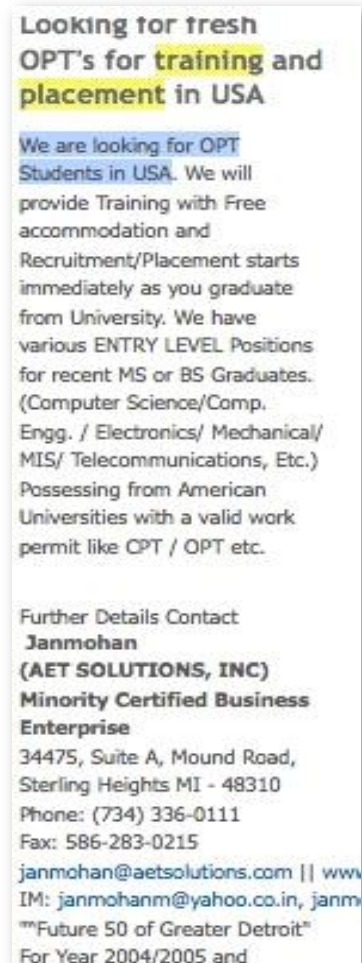 Looking for fresh
OPT's for training and
placement in USA
We are looking for OPT
Students in USA. We will
provide Training with Free
accommodation and
Recruitment/Placement starts
immediately as you graduate
from University. We have
various ENTRY LEVEL Positions
for recent MS or BS Graduates.
(Computer Science/Comp.
Engg. / Electronics/ Mechanical/
MIS/ Telecommunications, Etc.)
Possessing from American
Universities with a valid work
permit like CPT / OPT etc.
Further Details Contact
Janmohan
(AET SOLUTIONS, INC)
Minority Certified Business
Enterprise
34475, Suite A, Mound Road,
Sterling Heights MI - 48310
Phone: (734) 336-0111
Fax: 586-283-0215
janmohan@aetsolutions.com || www
IM: janmohanm@yahoo.co.in, janm
""Future 50 of Greater Detroit"
For Year 2004/2005 and